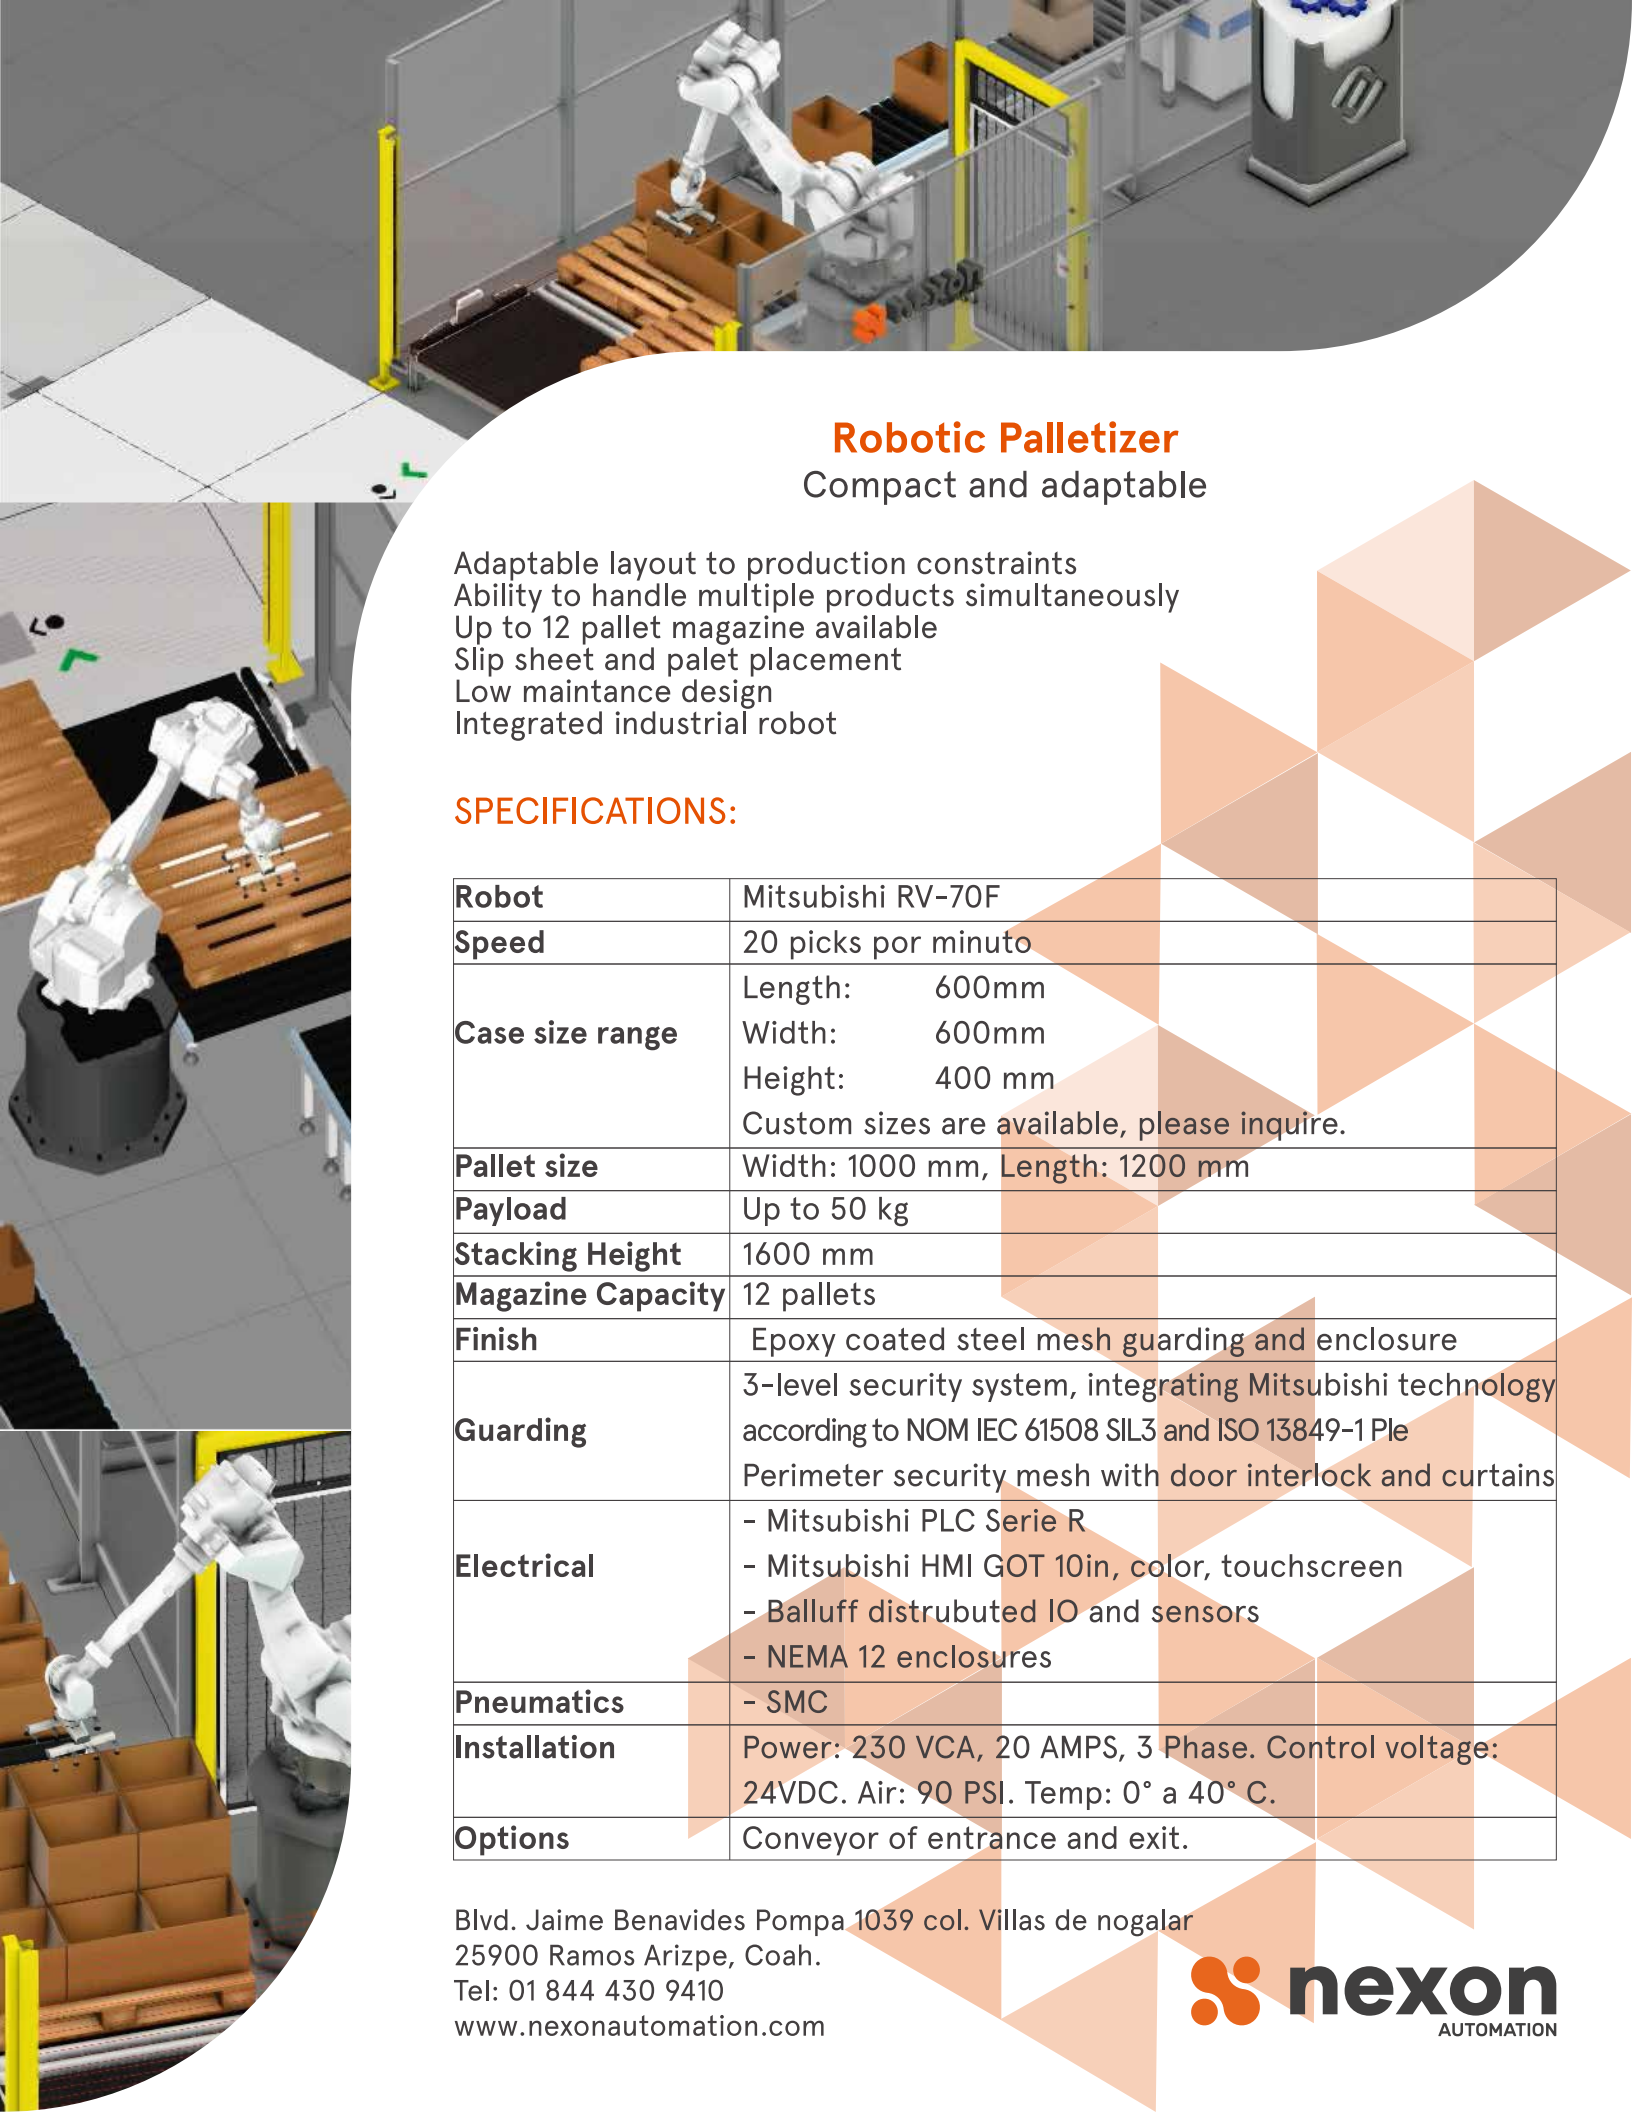 NEXON
Robotic Palletizer
Compact and adaptable
Adaptable layout to production constraints
Ability to handle multiple products simultaneously
Up to 12 pallet magazine available
Slip sheet and palet placement
Low maintance design
Integrated industrial robot
SPECIFICATIONS:
Robot Mitsubishi RV-70F
Speed 20 picks por minuto
Case size range Length: 600mm
Width: 600mm
Height: 400 mm
Custom sizes are available, please inquire.
Pallet size Width: 1000 mm, Length: 1200 mm
Payload Up to 50 kg
Stacking Height 1600 mm
Magazine Capacity 12 pallets
Finish Epoxy coated steel mesh guarding and enclosure
Guarding 3-level security system, integrating Mitsubishi technology
according to NOM IEC 61508 SIL3 and ISO 13849-1 Ple
Perimeter security mesh with door interlock and curtains
Electrical - Mitsubishi PLC Serie R
- Mitsubishi HMI GOT 10in, color, touchscreen
- Balluff distrubuted IO and sensors
- NEMA 12 enclosures
Pneumatics - SMC
Installation Power: 230 VCA, 20 AMPS, 3 Phase. Control voltage:
24VDC. Air: 90 PSI. Temp: 0° a 40° C.
Options Conveyor of entrance and exit.
Blvd. Jaime Benavides Pompa 1039 col. Villas de nogalar
25900 Ramos Arizpe, Coah.
Tel: 01 844 430 9410
www.nexonautomation.com
nexon
AUTOMATION